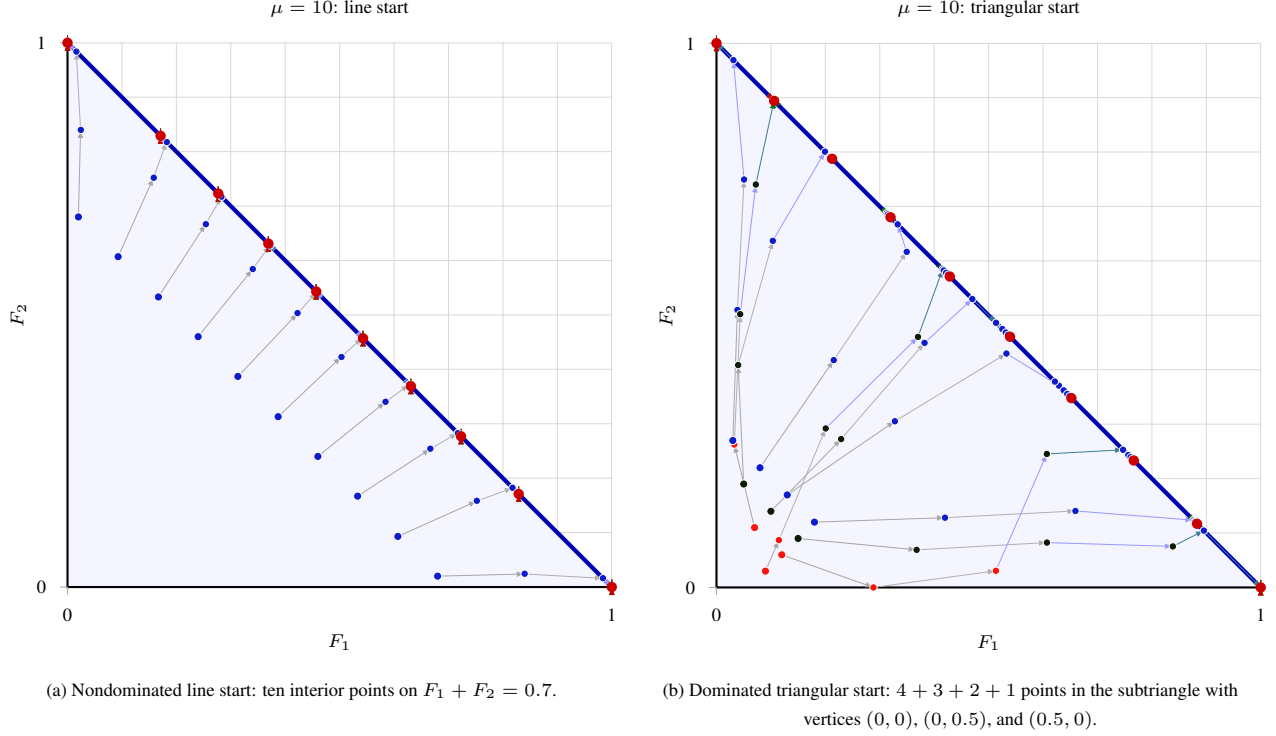 μ = 10: line start
1
F₂
0
0
1
F₁
(a) Nondominated line start: ten interior points on F₁ + F₂ = 0.7.
μ = 10: triangular start
1
F₂
0
0
1
F₁
(b) Dominated triangular start: 4 + 3 + 2 + 1 points in the subtriangle with
vertices (0, 0), (0, 0.5), and (0.5, 0).